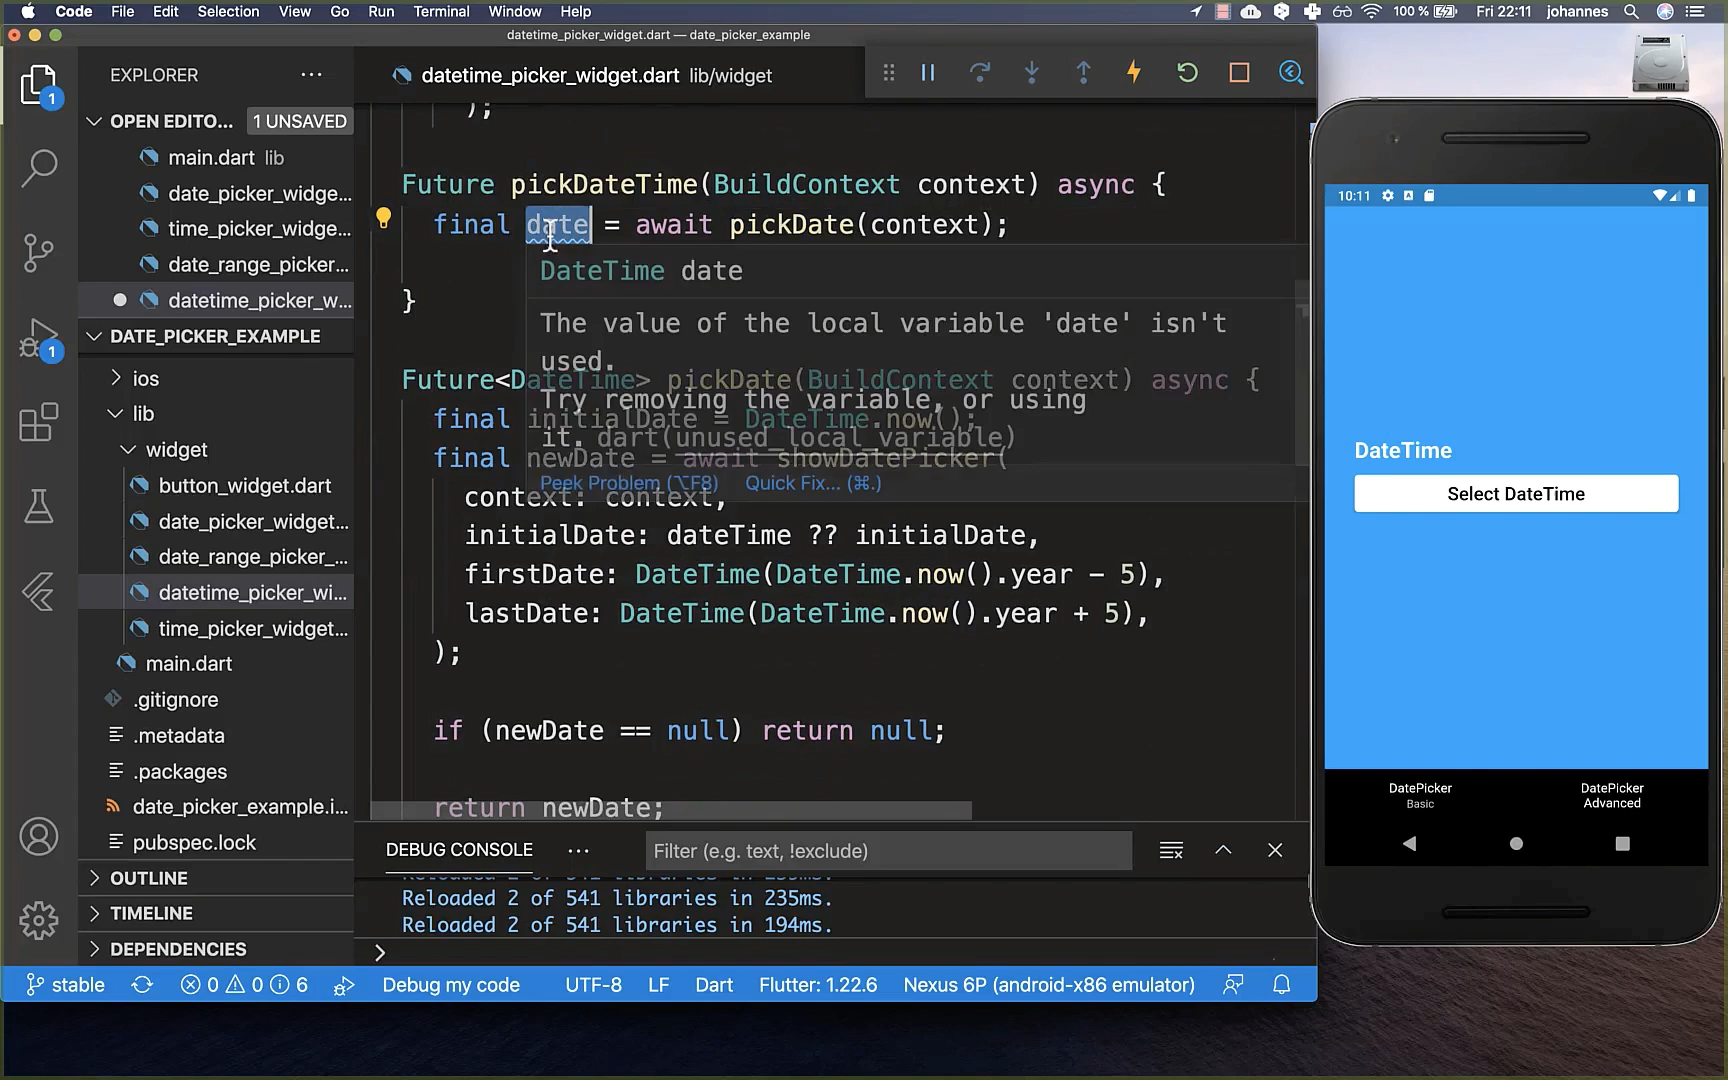 Code File Edit Selection View Go Run Terminal Window Help 100 % Fri 22:11 johannes
datetime_picker_widget.dart — date_picker_example
EXPLORER
OPEN EDITO... 1 UNSAVED
main.dart lib
date_picker_widge...
time_picker_widge...
date_range_picker...
datetime_picker_w...
DATE_PICKER_EXAMPLE
ios
lib
widget
button_widget.dart
date_picker_widget...
date_range_picker_...
datetime_picker_wi...
time_picker_widget...
main.dart
.gitignore
.metadata
.packages
date_picker_example.i...
pubspec.lock
OUTLINE
TIMELINE
DEPENDENCIES
1
1
datetime_picker_widget.dart lib/widget
);
Future pickDateTime(BuildContext context) async {
final date = await pickDate(context);
}
DateTime date
The value of the local variable 'date' isn't
used.
Try removing the variable, or using
it. dart(unused_local_variable)
Peek Problem (⌥F8) Quick Fix... (⌘.)
Future<DateTime> pickDate(BuildContext context) async {
final initialDate = DateTime.now();
final newDate = await showDatePicker(
context: context,
initialDate: dateTime ?? initialDate,
firstDate: DateTime(DateTime.now().year - 5),
lastDate: DateTime(DateTime.now().year + 5),
);
if (newDate == null) return null;
return newDate;
DEBUG CONSOLE
Filter (e.g. text, !exclude)
Reloaded 2 of 541 libraries in 235ms.
Reloaded 2 of 541 libraries in 194ms.
stable 0 0 6 Debug my code UTF-8 LF Dart Flutter: 1.22.6 Nexus 6P (android-x86 emulator)
10:11
DateTime
Select DateTime
DatePicker
Basic
DatePicker
Advanced